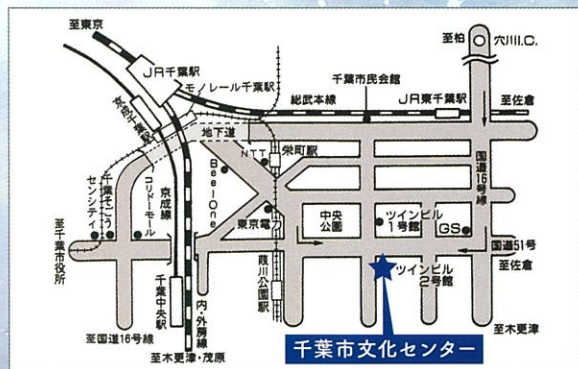 至東京
至柏
穴川I.C.
JR千葉駅
モノレール千葉駅
千葉市民会館
総武本線
JR東千葉駅
至佐倉
京成千葉駅
地下道
NTT
栄町駅
国道16号線
BeeOne
千葉そごう
センシティ
コリドーモール
京成線
東京電力
中央
公園
ツインビル
1号館
GS
国道51号
至佐倉
至千葉市役所
葭川公園駅
ツインビル
2号館
千葉中央駅
内・外房線
至国道16号線
至木更津・茂原
至木更津
千葉市文化センター